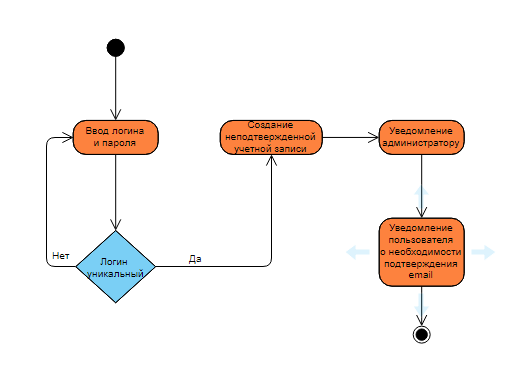 Ввод логина
и пароля
Создание
неподтвержденной
учетной записи
Уведомление
администратору
Нет
Логин
уникальный
Да
Уведомление
пользователя
о необходимости
подтверждения
email